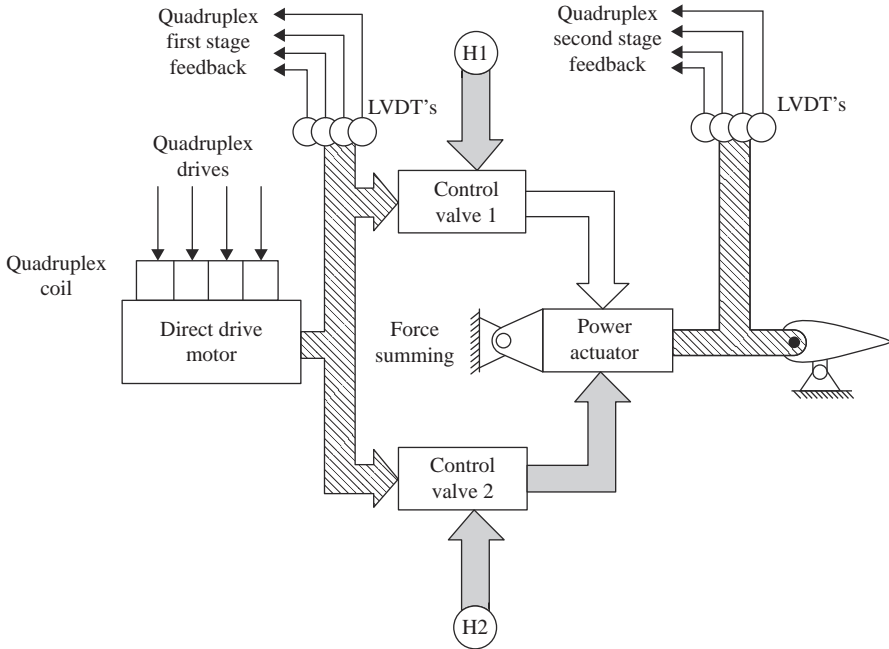 Quadruplex
first stage
feedback
LVDT's
H1
Quadruplex
second stage
feedback
LVDT's
Quadruplex
drives
Control
valve 1
Quadruplex
coil
Direct drive
motor
Force
summing
Power
actuator
Control
valve 2
H2